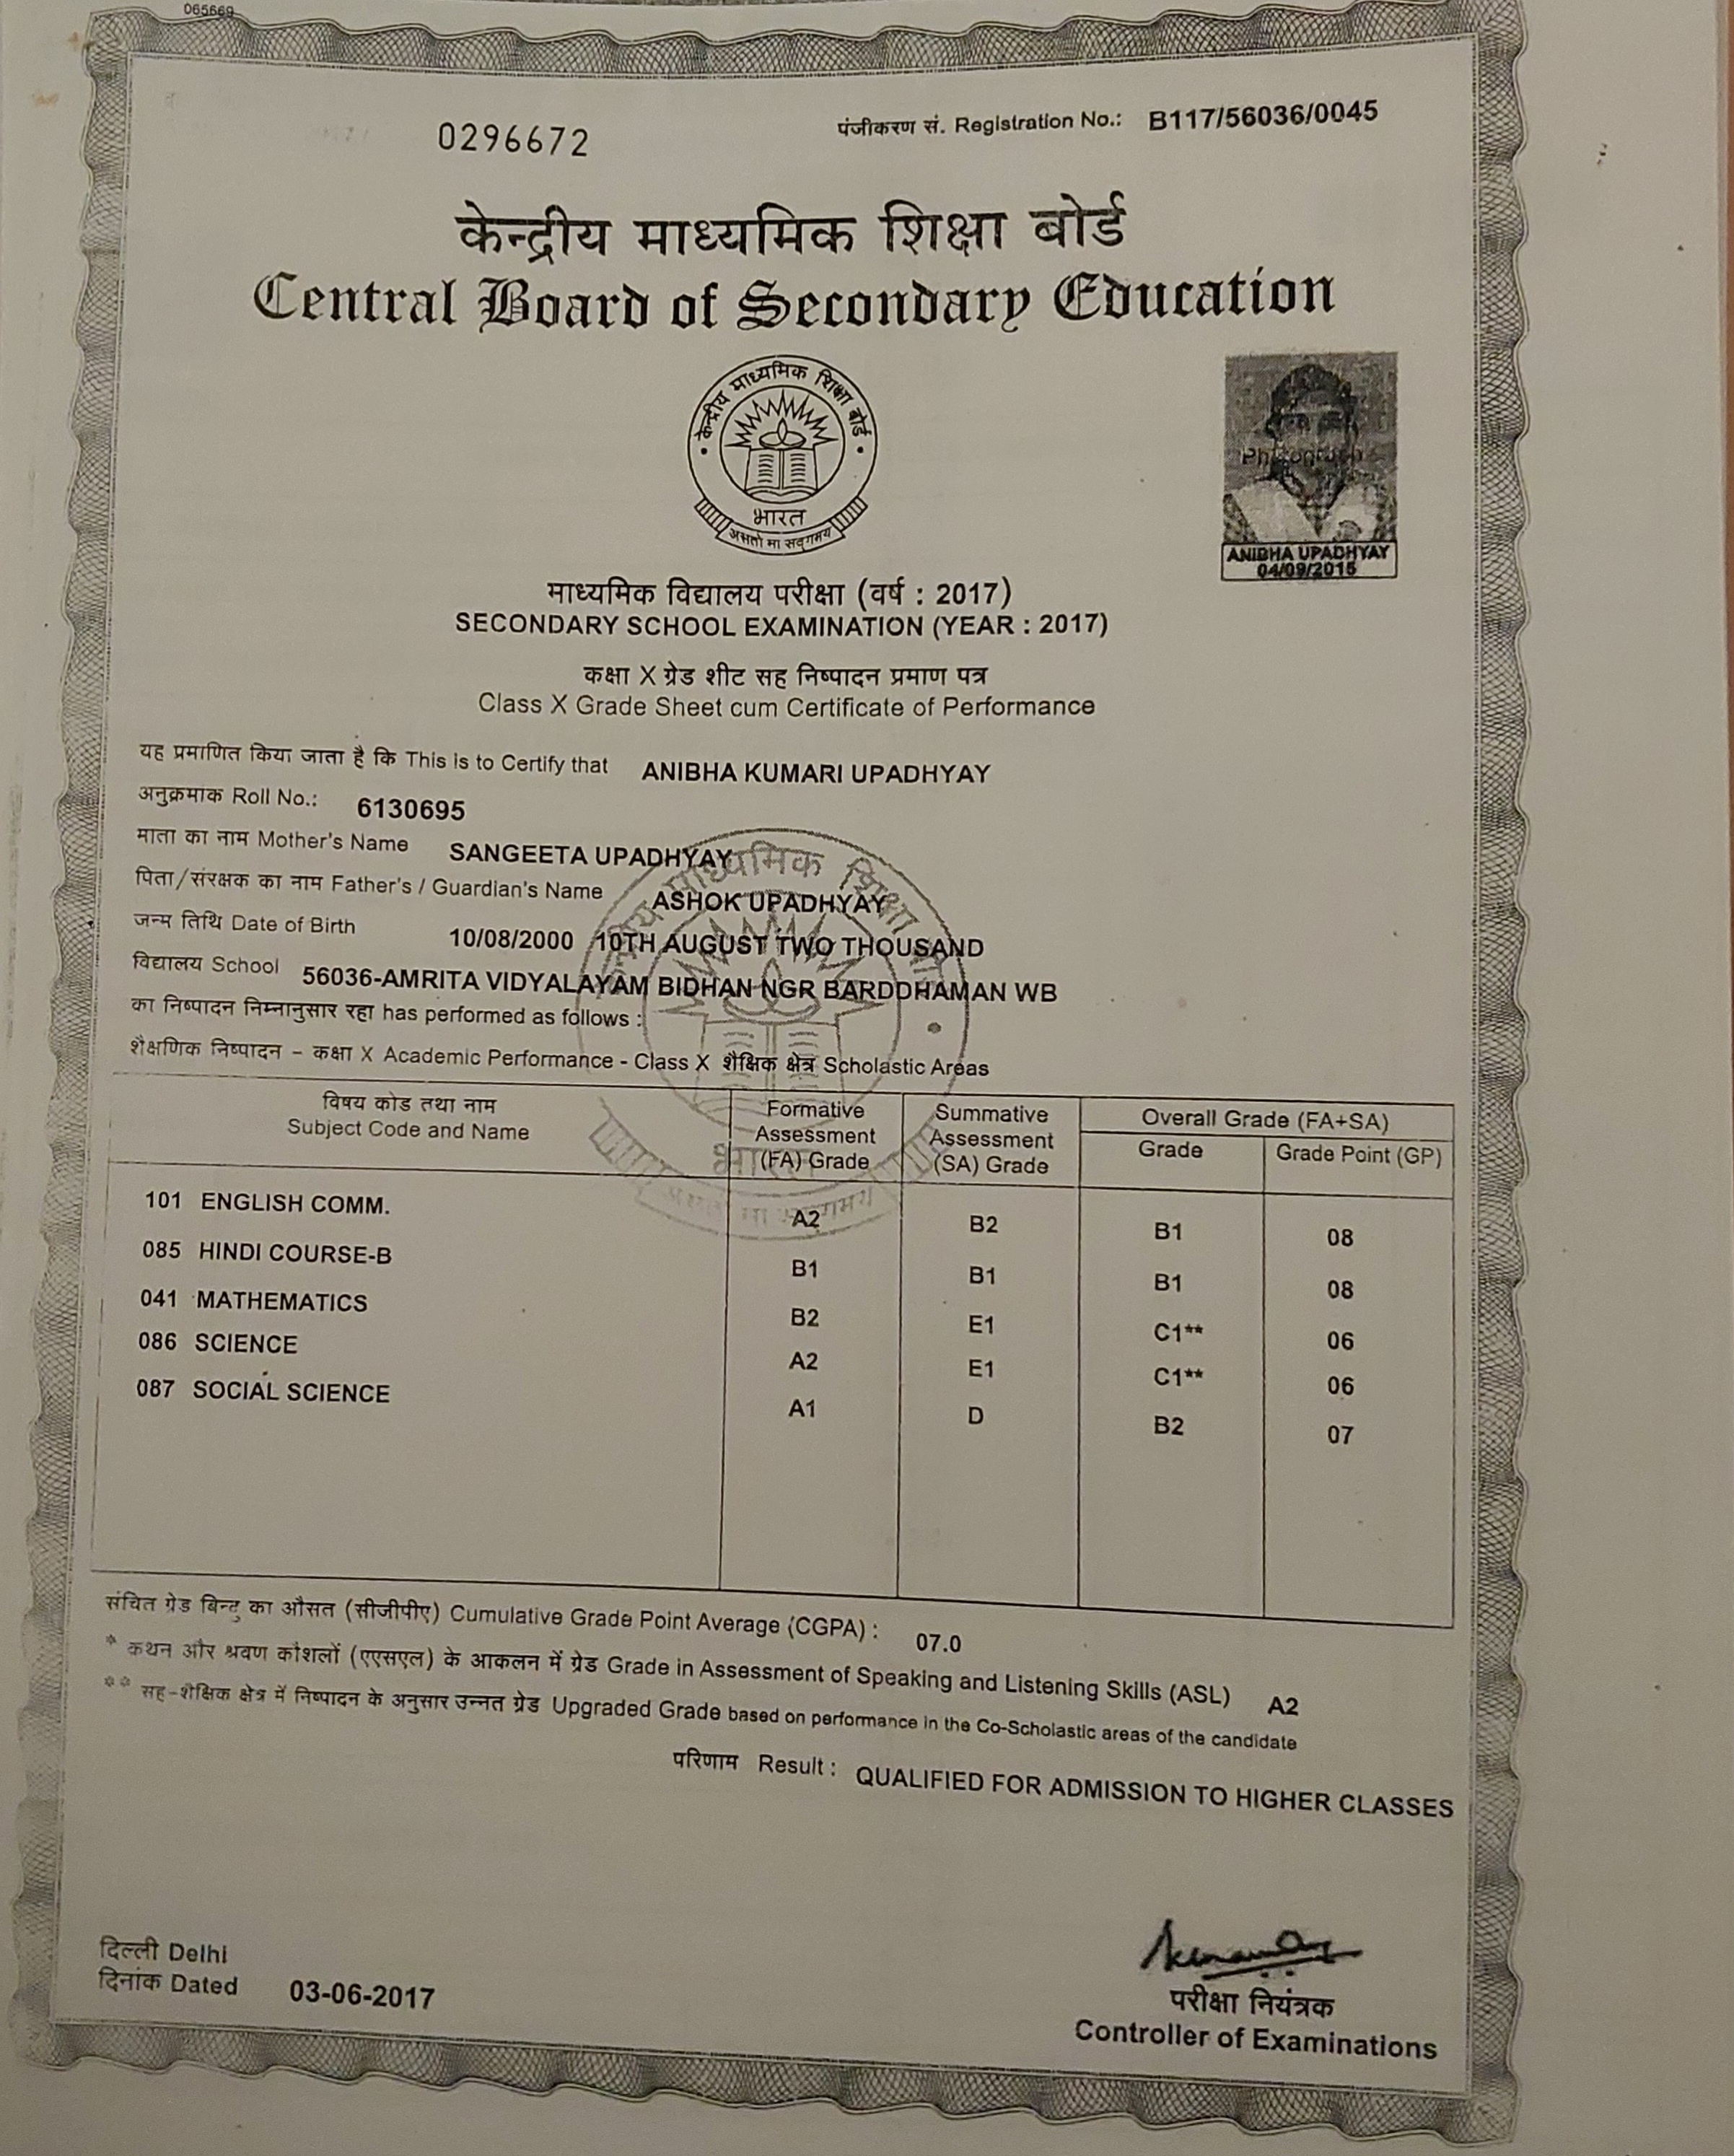 065669
0296672
पंजीकरण सं. Registration No.: B117/56036/0045
केन्द्रीय माध्यमिक शिक्षा बोर्ड
Central Board of Secondary Education
केन्द्रीय माध्यमिक शिक्षा बोर्ड
भारत
असतो मा सद्गमय
Photograph
ANIBHA UPADHYAY
04/09/2015
माध्यमिक विद्यालय परीक्षा (वर्ष : 2017)
SECONDARY SCHOOL EXAMINATION (YEAR : 2017)
कक्षा X ग्रेड शीट सह निष्पादन प्रमाण पत्र
Class X Grade Sheet cum Certificate of Performance
यह प्रमाणित किया जाता है कि This is to Certify that ANIBHA KUMARI UPADHYAY
अनुक्रमांक Roll No.: 6130695
माता का नाम Mother's Name SANGEETA UPADHYAY
पिता/संरक्षक का नाम Father's / Guardian's Name ASHOK UPADHYAY
जन्म तिथि Date of Birth 10/08/2000 10TH AUGUST TWO THOUSAND
विद्यालय School 56036-AMRITA VIDYALAYAM BIDHAN NGR BARDDHAMAN WB
का निष्पादन निम्नानुसार रहा has performed as follows :
शैक्षणिक निष्पादन – कक्षा X Academic Performance - Class X शैक्षिक क्षेत्र Scholastic Areas
विषय कोड तथा नाम
Subject Code and Name
Formative
Assessment
(FA) Grade
Summative
Assessment
(SA) Grade
Overall Grade (FA+SA)
Grade Grade Point (GP)
101 ENGLISH COMM. A2 B2 B1 08
085 HINDI COURSE-B B1 B1 B1 08
041 MATHEMATICS B2 E1 C1** 06
086 SCIENCE A2 E1 C1** 06
087 SOCIAL SCIENCE A1 D B2 07
संचित ग्रेड बिन्दु का औसत (सीजीपीए) Cumulative Grade Point Average (CGPA) : 07.0
* कथन और श्रवण कौशलों (एएसएल) के आकलन में ग्रेड Grade in Assessment of Speaking and Listening Skills (ASL) A2
** सह-शैक्षिक क्षेत्र में निष्पादन के अनुसार उन्नत ग्रेड Upgraded Grade based on performance in the Co-Scholastic areas of the candidate
परिणाम Result : QUALIFIED FOR ADMISSION TO HIGHER CLASSES
दिल्ली Delhi
दिनांक Dated 03-06-2017
परीक्षा नियंत्रक
Controller of Examinations